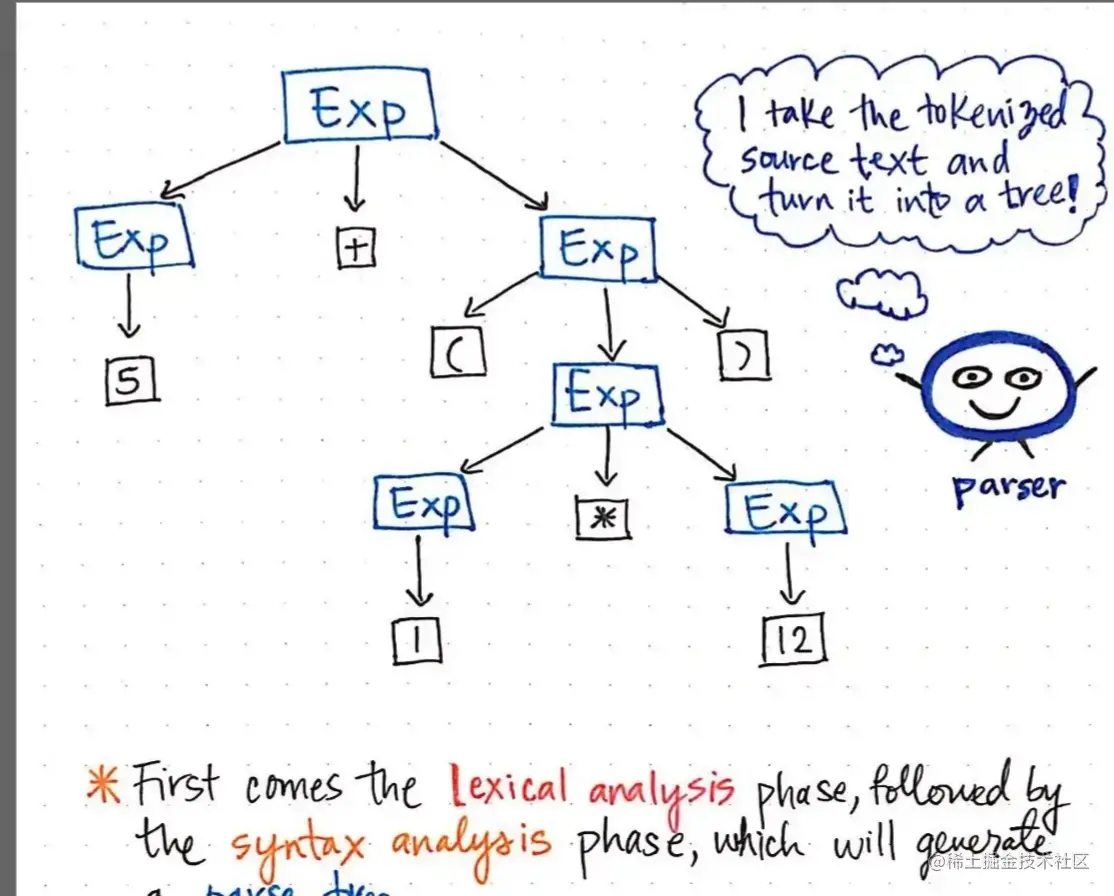 Exp
I take the tokenized
source text and
turn it into a tree!
Exp + Exp
5 ( )
Exp
parser
Exp * Exp
1 12
* First comes the lexical analysis phase, followed by
the syntax analysis phase, which will generate
a parse tree
@稀土掘金技术社区